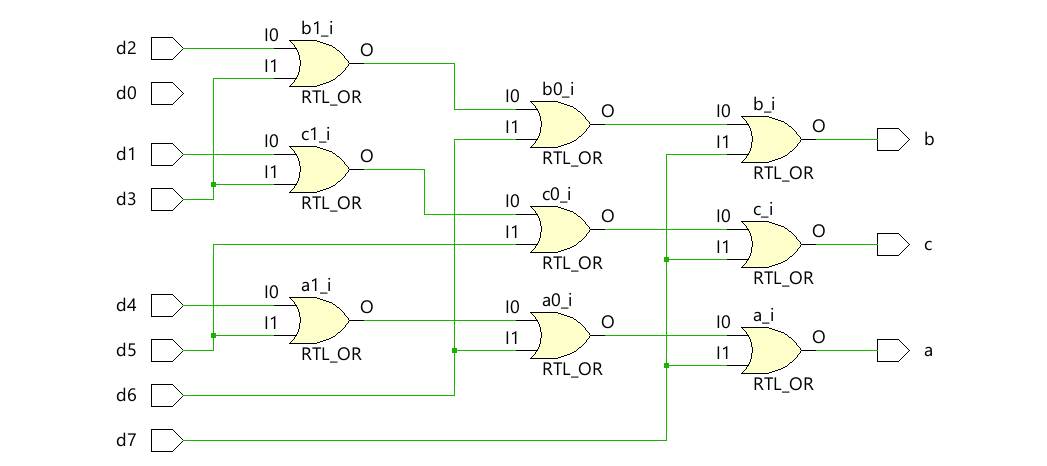 b1_i
d2 I0 O
I1
d0 RTL_OR
b0_i
I0 O
I1
RTL_OR
b_i
I0 O b
I1
RTL_OR
c1_i
d1 I0 O
I1
d3 RTL_OR
c0_i
I0 O
I1
RTL_OR
c_i
I0 O c
I1
RTL_OR
a1_i
d4 I0 O
I1
d5 RTL_OR
a0_i
I0 O
I1
RTL_OR
a_i
I0 O a
I1
RTL_OR
d6
d7